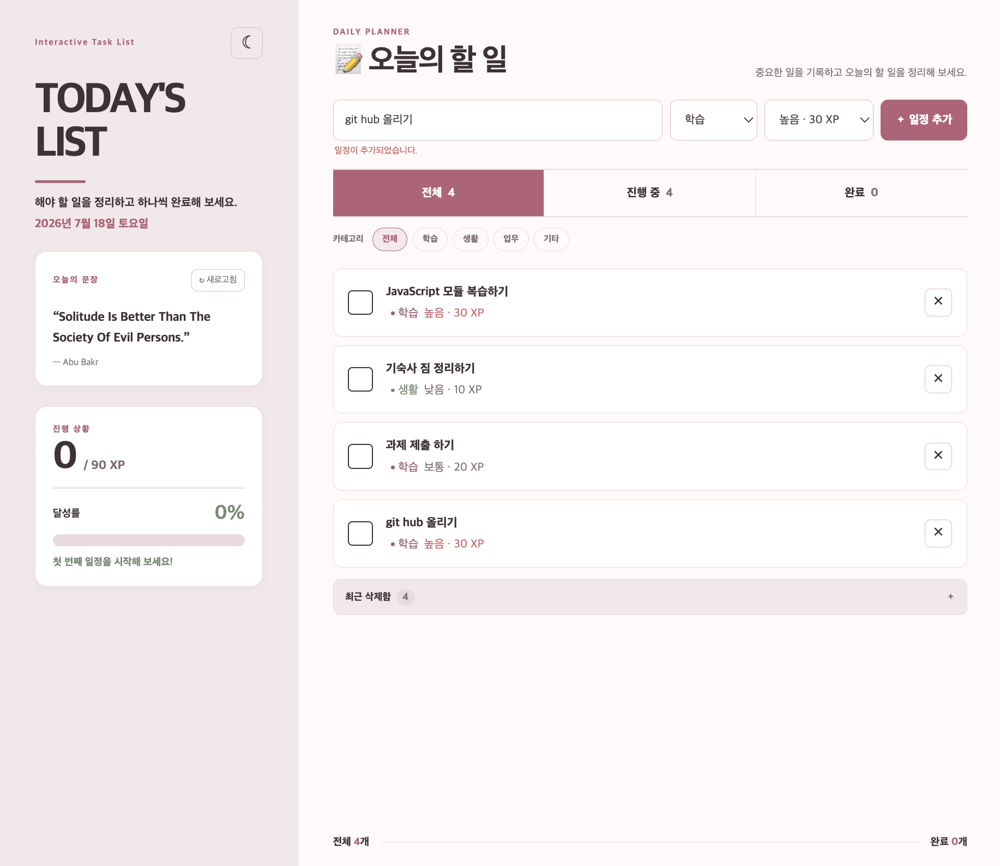 Interactive Task List
☾
TODAY'S
LIST
해야 할 일을 정리하고 하나씩 완료해 보세요.
2026년 7월 18일 토요일
오늘의 문장
↻ 새로고침
“Solitude Is Better Than The
Society Of Evil Persons.”
— Abu Bakr
진행 상황
0 / 90 XP
달성률 0%
첫 번째 일정을 시작해 보세요!
DAILY PLANNER
📝 오늘의 할 일
중요한 일을 기록하고 오늘의 할 일을 정리해 보세요.
git hub 올리기 학습 높음 · 30 XP + 일정 추가
일정이 추가되었습니다.
전체 4 진행 중 4 완료 0
카테고리 전체 학습 생활 업무 기타
JavaScript 모듈 복습하기
• 학습 높음 · 30 XP
✕
기숙사 짐 정리하기
• 생활 낮음 · 10 XP
✕
과제 제출 하기
• 학습 보통 · 20 XP
✕
git hub 올리기
• 학습 높음 · 30 XP
✕
최근 삭제함 4 +
전체 4개 완료 0개